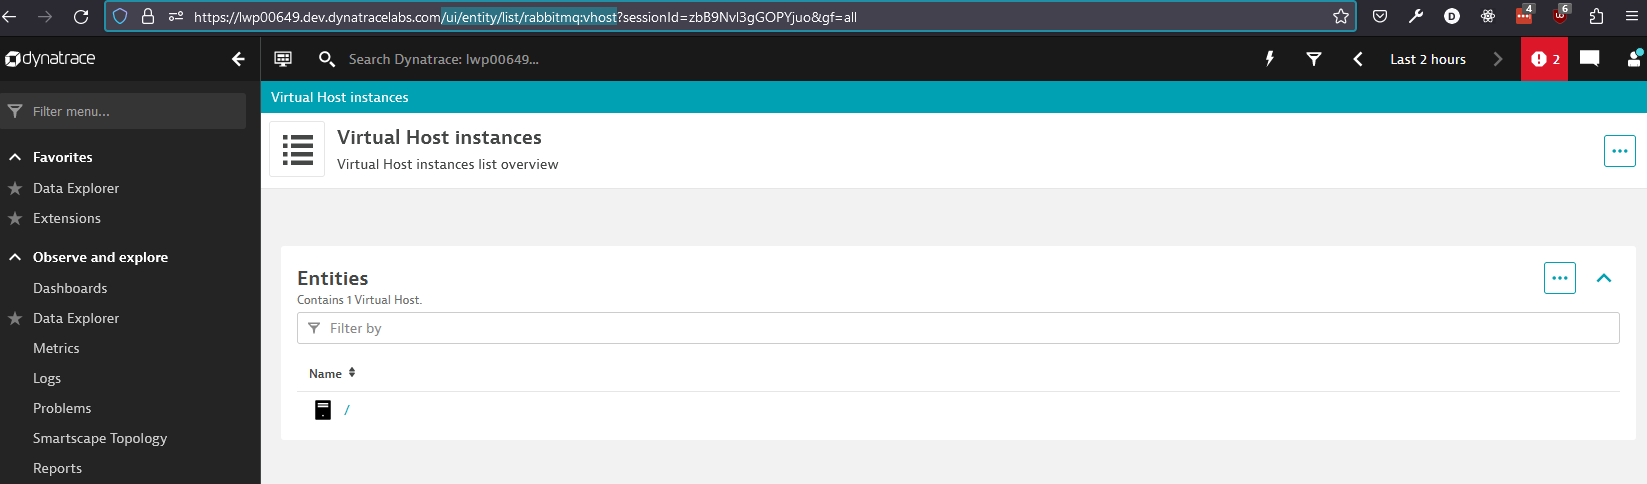 https://lwp00649.dev.dynatracelabs.com/ui/entity/list/rabbitmq:vhost?sessionId=zbB9Nvl3gGOPYjuo&gf=all
4
6
dynatrace
Search Dynatrace: lwp00649...
Last 2 hours
2
Filter menu...
Favorites
Data Explorer
Extensions
Observe and explore
Dashboards
Data Explorer
Metrics
Logs
Problems
Smartscape Topology
Reports
Virtual Host instances
Virtual Host instances
Virtual Host instances list overview
Entities
Contains 1 Virtual Host.
Filter by
Name
/